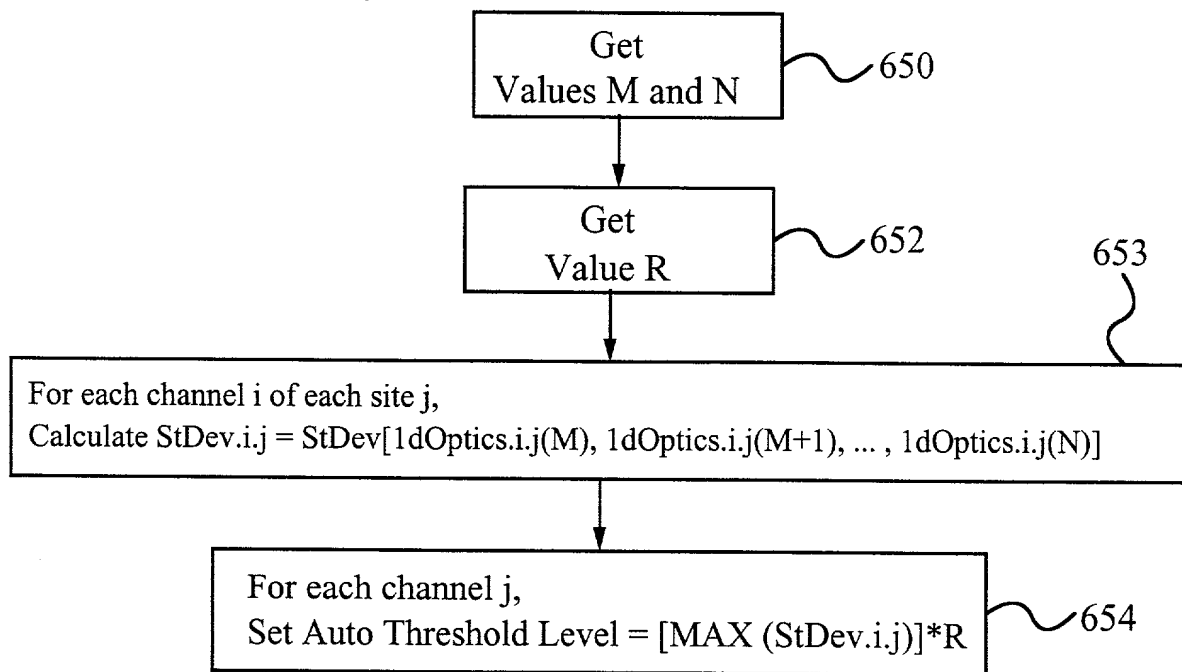 Get
Values M and N
650
Get
Value R
652
653
For each channel i of each site j,
Calculate StDev.i.j = StDev[1dOptics.i.j(M), 1dOptics.i.j(M+1), ... , 1dOptics.i.j(N)]
For each channel j,
Set Auto Threshold Level = [MAX (StDev.i.j)]*R
654